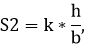 S2 = k * h/b,